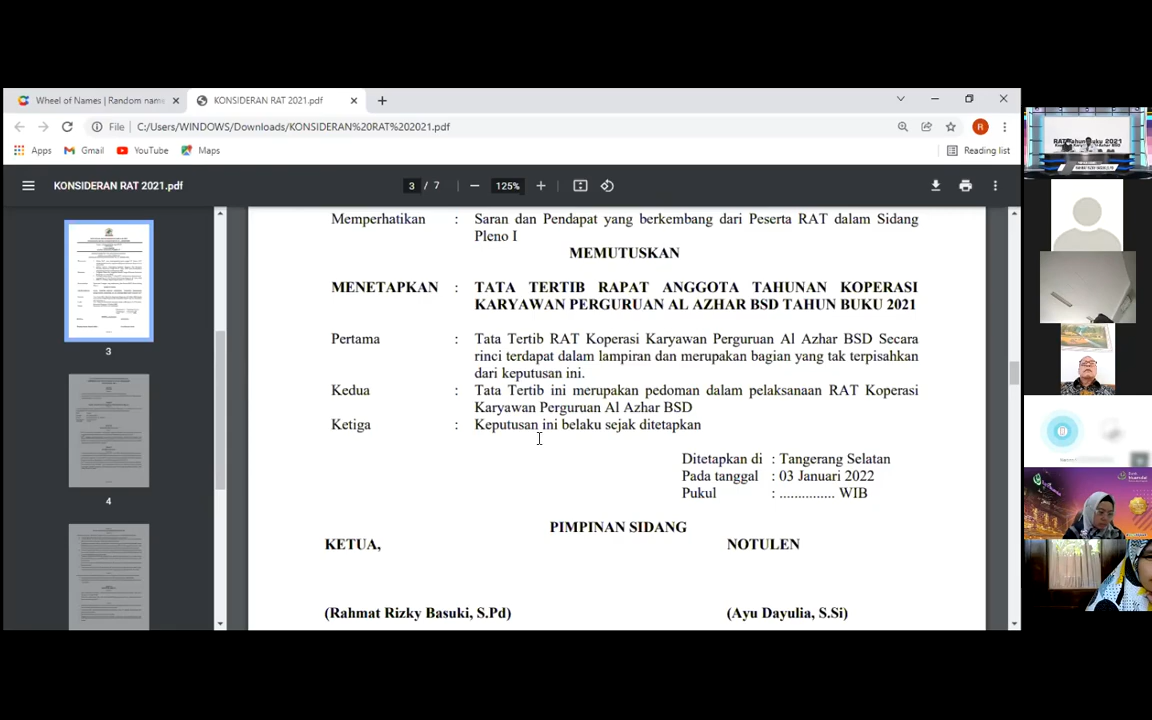 Wheel of Names | Random name
KONSIDERAN RAT 2021.pdf
File
C:/Users/WINDOWS/Downloads/KONSIDERAN%20RAT%202021.pdf
R
Apps
Gmail
YouTube
Maps
Reading list
KONSIDERAN RAT 2021.pdf
3 / 7
125%
3
4
Memperhatikan : Saran dan Pendapat yang berkembang dari Peserta RAT dalam Sidang
Pleno I
MEMUTUSKAN
MENETAPKAN : TATA TERTIB RAPAT ANGGOTA TAHUNAN KOPERASI
KARYAWAN PERGURUAN AL AZHAR BSD TAHUN BUKU 2021
Pertama : Tata Tertib RAT Koperasi Karyawan Perguruan Al Azhar BSD Secara
rinci terdapat dalam lampiran dan merupakan bagian yang tak terpisahkan
dari keputusan ini.
Kedua : Tata Tertib ini merupakan pedoman dalam pelaksanaan RAT Koperasi
Karyawan Perguruan Al Azhar BSD
Ketiga : Keputusan ini belaku sejak ditetapkan
Ditetapkan di : Tangerang Selatan
Pada tanggal : 03 Januari 2022
Pukul : ............... WIB
PIMPINAN SIDANG
KETUA, NOTULEN
(Rahmat Rizky Basuki, S.Pd) (Ayu Dayulia, S.Si)
RAT Tahun Buku 2021